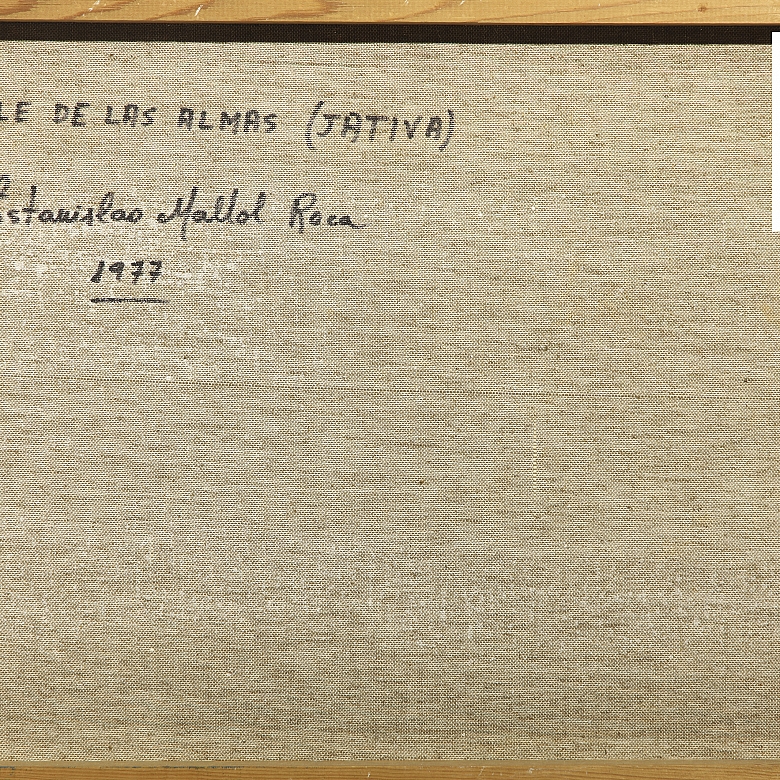 LE DE LAS ALMAS (JATIVA)
Estanislao Mallol Roca
1977